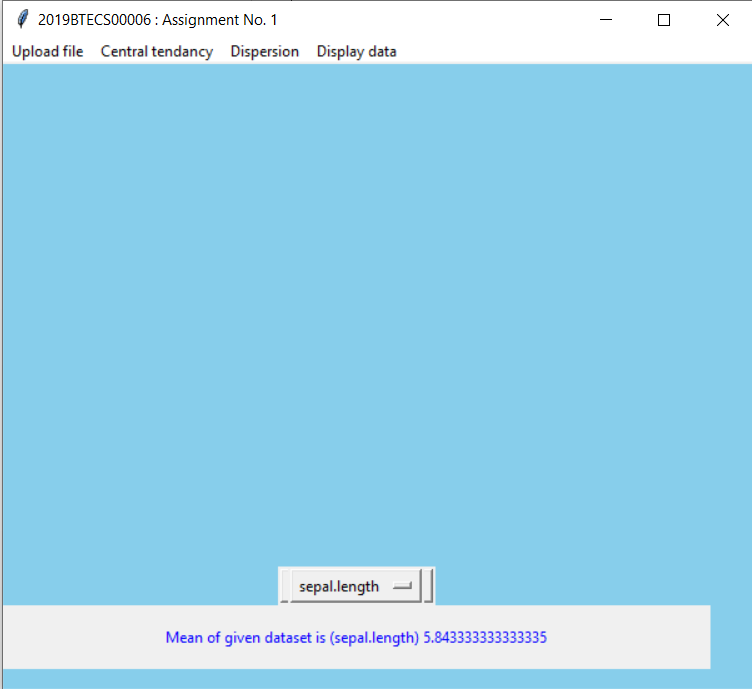 2019BTECS00006 : Assignment No. 1
Upload file Central tendancy Dispersion Display data
sepal.length
Mean of given dataset is (sepal.length) 5.843333333333335